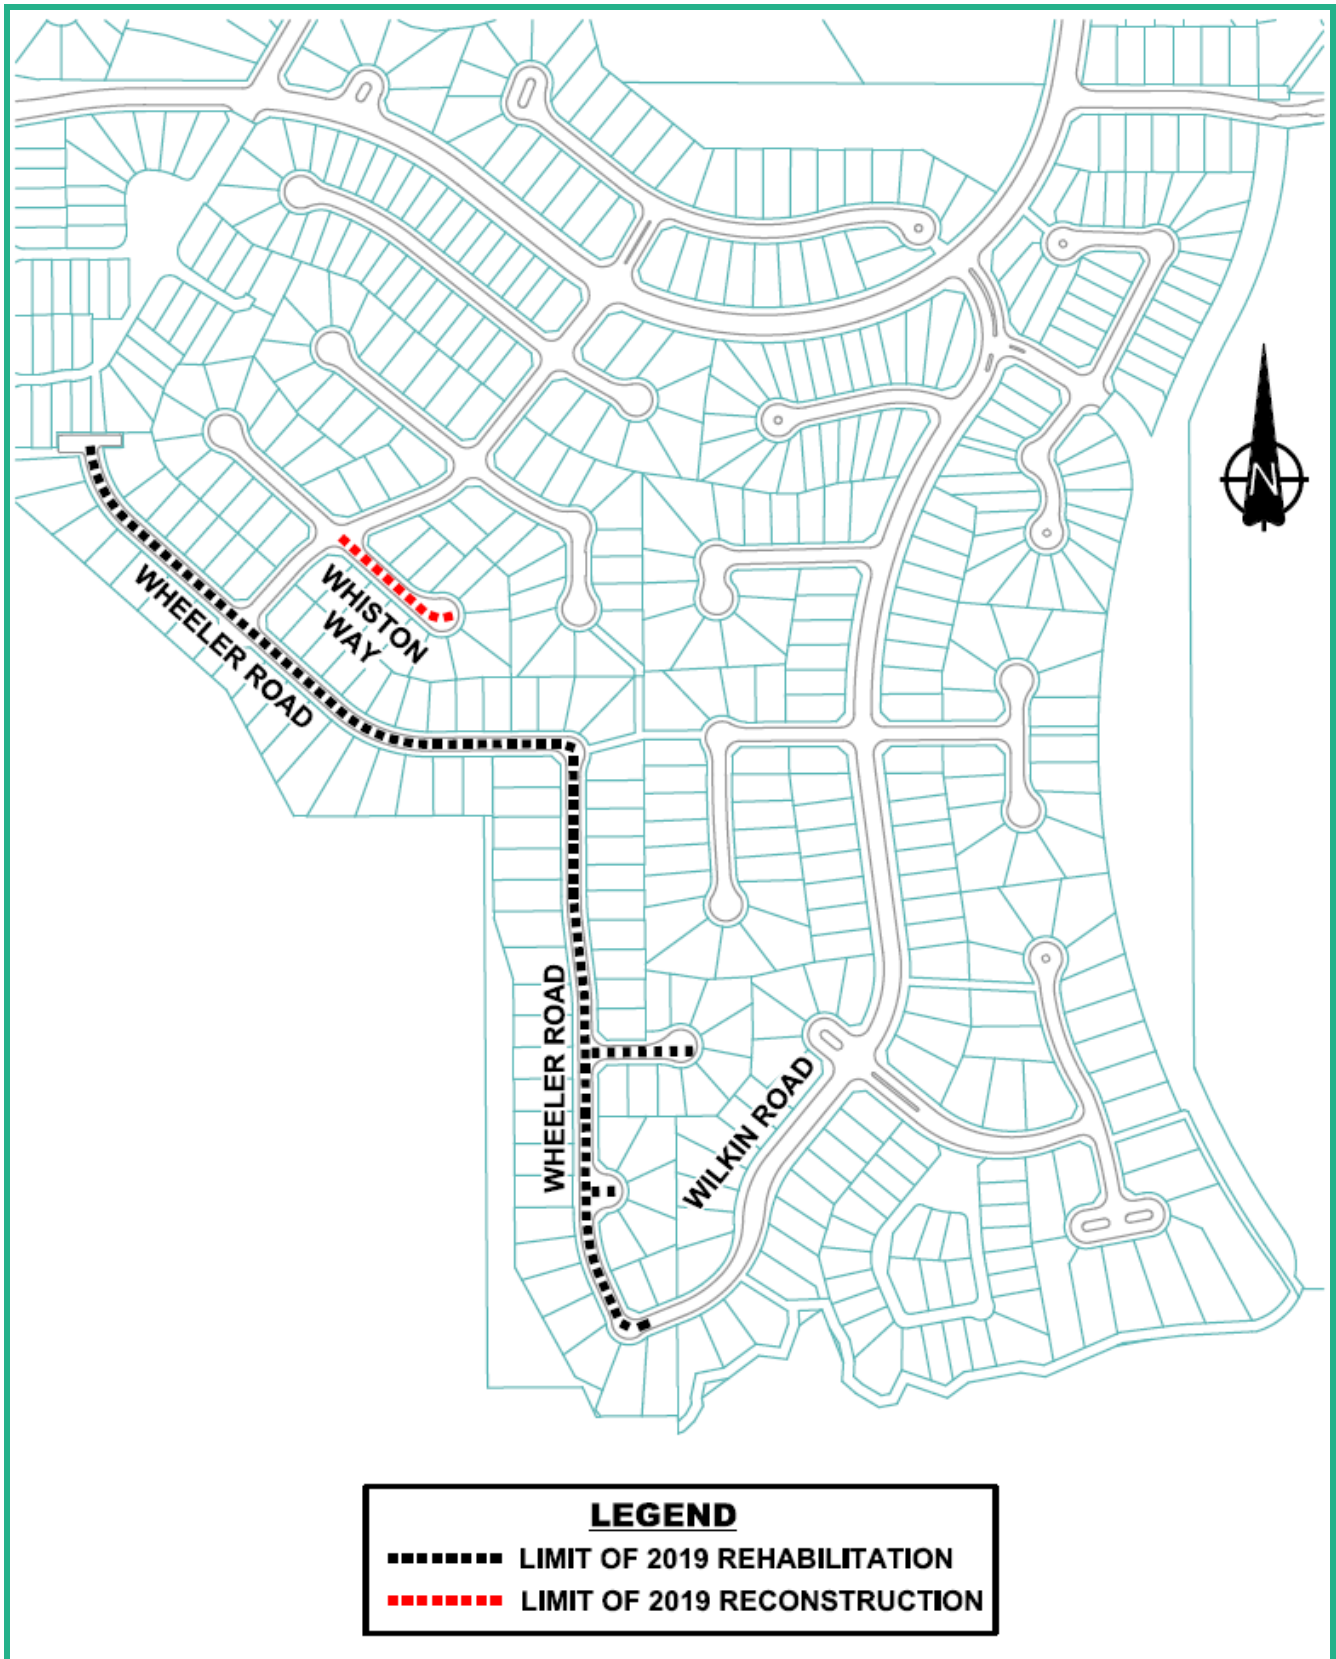 N
WHISTON
WAY
WHEELER ROAD
WHEELER ROAD
WILKIN ROAD
LEGEND
LIMIT OF 2019 REHABILITATION
LIMIT OF 2019 RECONSTRUCTION